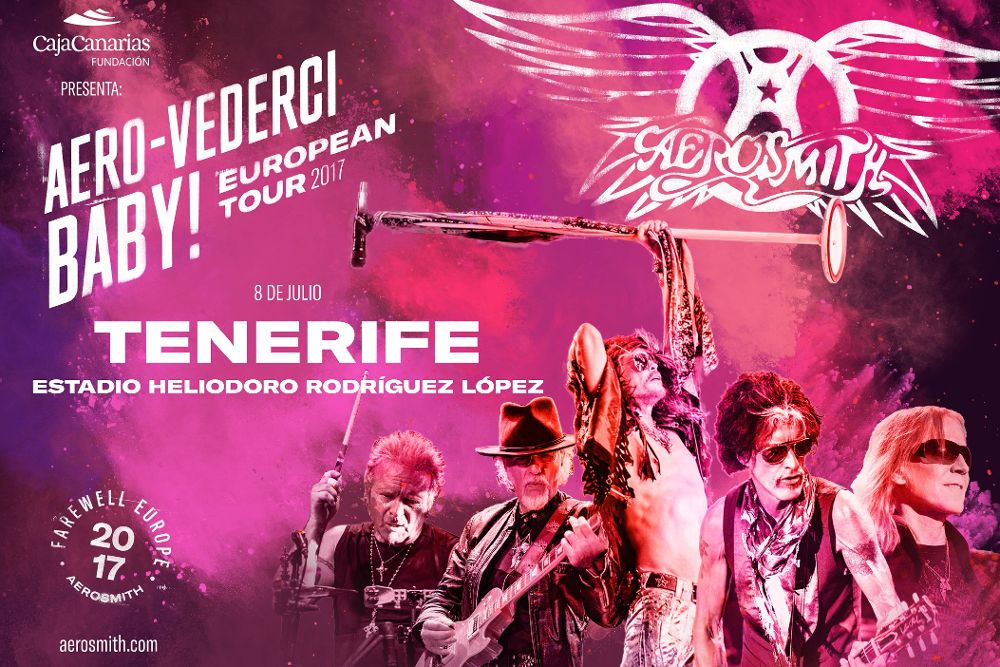 CajaCanarias
FUNDACIÓN
PRESENTA:
AERO-VEDERCI
BABY!
EUROPEAN
TOUR 2017
AEROSMITH
8 DE JULIO
TENERIFE
ESTADIO HELIODORO RODRÍGUEZ LÓPEZ
FAREWELL EUROPE
20
17
AEROSMITH
aerosmith.com